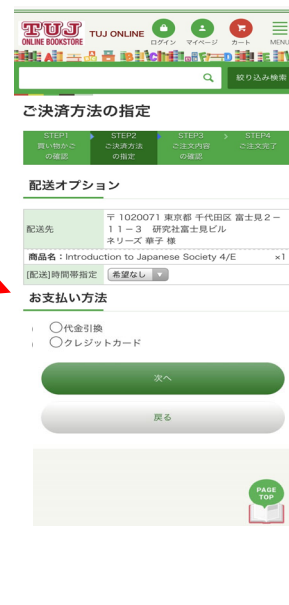 TUJ
ONLINE BOOKSTORE
TUJ ONLINE
ログイン
マイページ
カート
MENU
絞り込み検索
ご決済方法の指定
STEP1
買い物かご
の確認
STEP2
ご決済方法
の指定
STEP3
ご注文内容
の確認
STEP4
ご注文完了
配送オプション
配送先
〒1020071 東京都 千代田区 富士見2－
１１－３ 研究社富士見ビル
ネリーズ 華子 様
商品名：Introduction to Japanese Society 4/E ×1
[配送]時間帯指定 希望なし
お支払い方法
代金引換
クレジットカード
次へ
戻る
PAGE
TOP